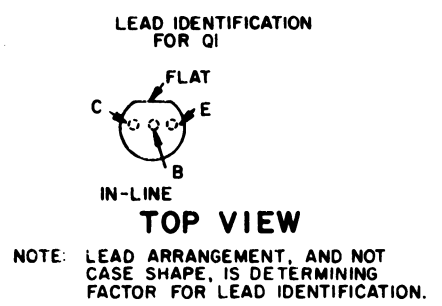 LEAD IDENTIFICATION
FOR Q1
FLAT
C
E
B
IN-LINE
TOP VIEW
NOTE: LEAD ARRANGEMENT, AND NOT
CASE SHAPE, IS DETERMINING
FACTOR FOR LEAD IDENTIFICATION.